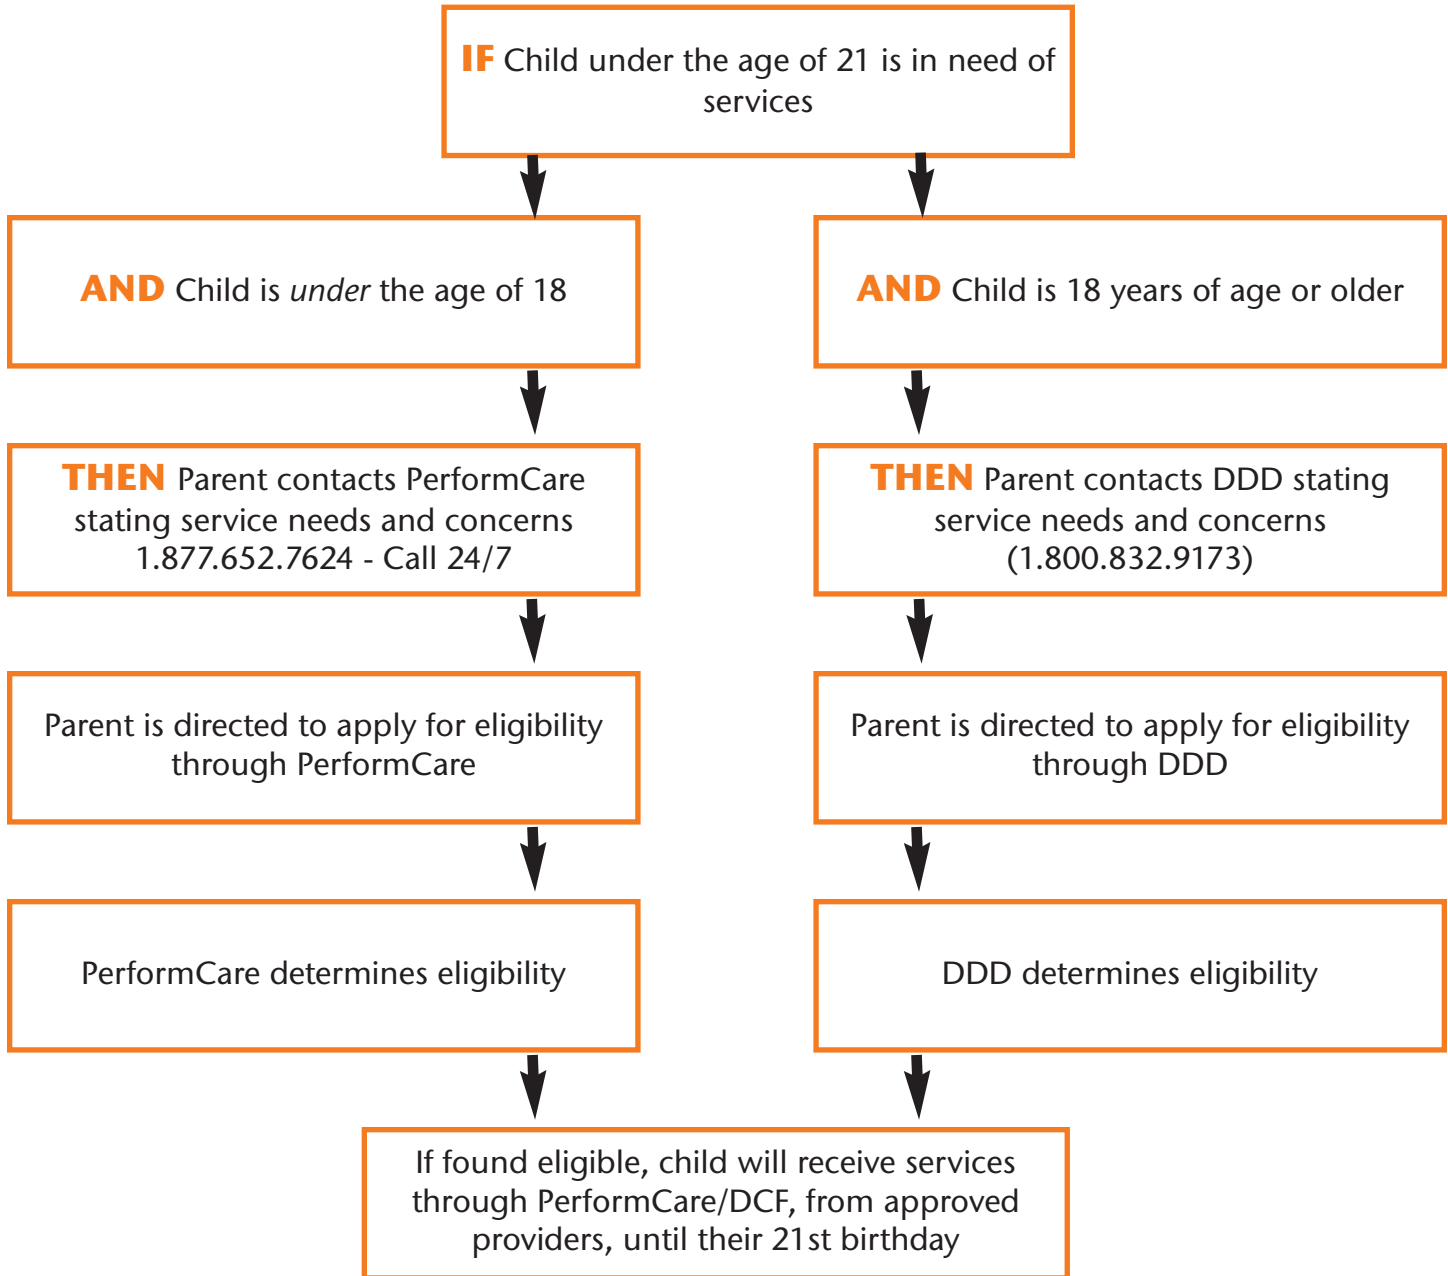 IF Child under the age of 21 is in need of
services
AND Child is under the age of 18
AND Child is 18 years of age or older
THEN Parent contacts PerformCare
stating service needs and concerns
1.877.652.7624 - Call 24/7
THEN Parent contacts DDD stating
service needs and concerns
(1.800.832.9173)
Parent is directed to apply for eligibility
through PerformCare
Parent is directed to apply for eligibility
through DDD
PerformCare determines eligibility
DDD determines eligibility
If found eligible, child will receive services
through PerformCare/DCF, from approved
providers, until their 21st birthday